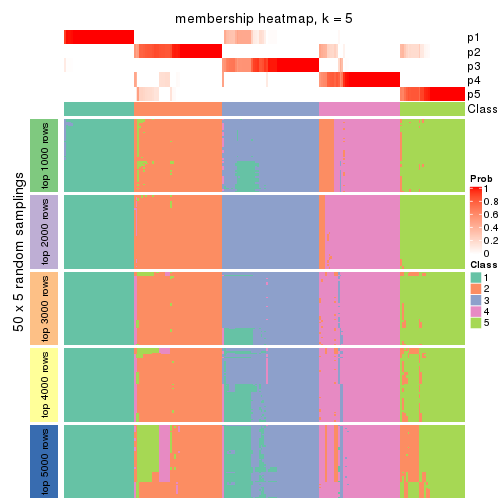 membership heatmap, k = 5
p1
p2
p3
p4
p5
Class
50 x 5 random samplings
top 1000 rows
top 2000 rows
top 3000 rows
top 4000 rows
top 5000 rows
Prob
1
0.8
0.6
0.4
0.2
0
Class
1
2
3
4
5